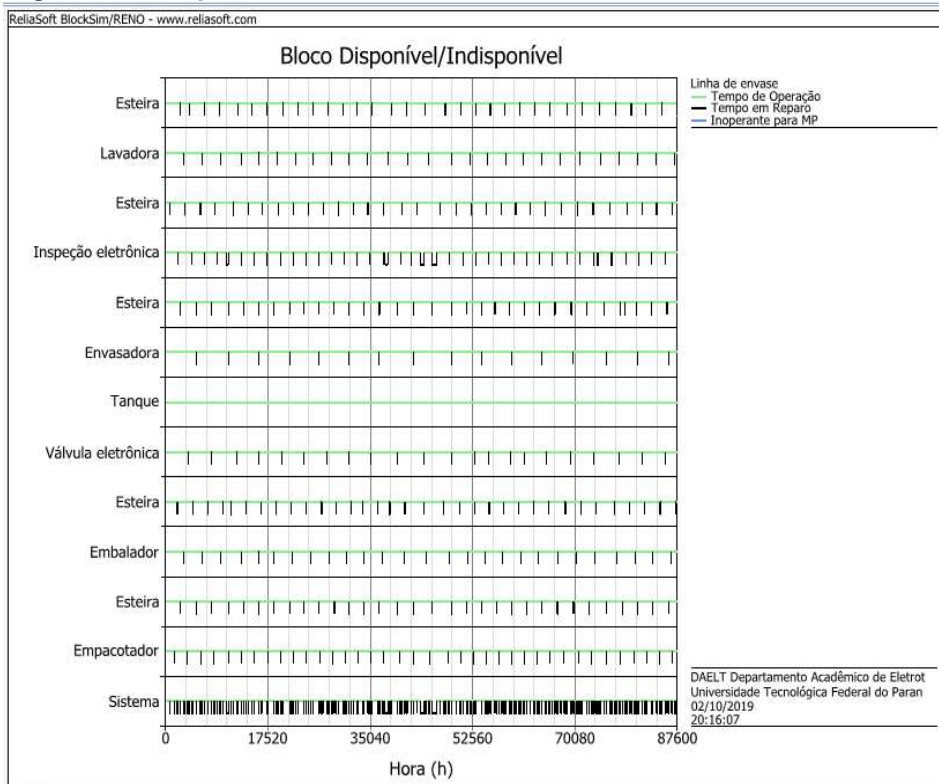 ReliaSoft BlockSim/RENO - www.reliasoft.com
Bloco Disponível/Indisponível
Linha de envase
Tempo de Operação
Tempo em Reparo
Inoperante para MP
Esteira
Lavadora
Esteira
Inspeção eletrônica
Esteira
Envasadora
Tanque
Válvula eletrônica
Esteira
Embalador
Esteira
Empacotador
Sistema
0 17520 35040 52560 70080 87600
Hora (h)
DAELT Departamento Acadêmico de Eletrot
Universidade Tecnológica Federal do Paran
02/10/2019
20:16:07